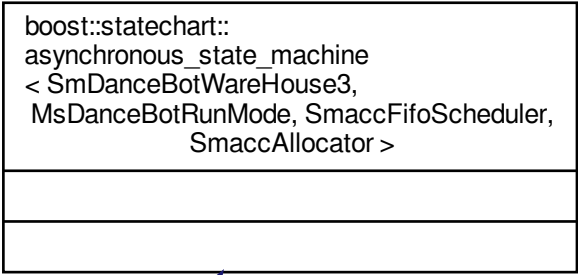 boost::statechart::
asynchronous_state_machine
< SmDanceBotWareHouse3,
MsDanceBotRunMode, SmaccFifoScheduler,
SmaccAllocator >